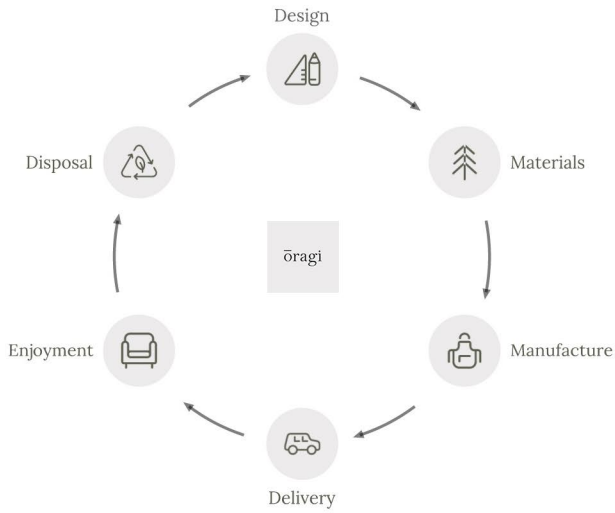 Design
Disposal
Materials
ōragi
Enjoyment
Manufacture
Delivery